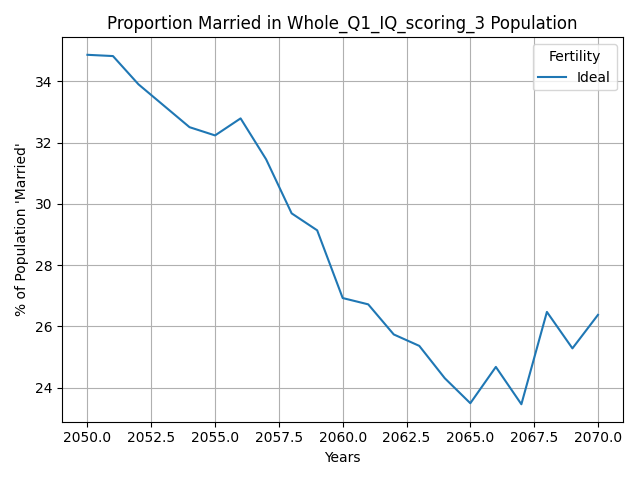 Proportion Married in Whole_Q1_IQ_scoring_3 Population
Fertility
Ideal
% of Population 'Married'
34
32
30
28
26
24
2050.0 2052.5 2055.0 2057.5 2060.0 2062.5 2065.0 2067.5 2070.0
Years